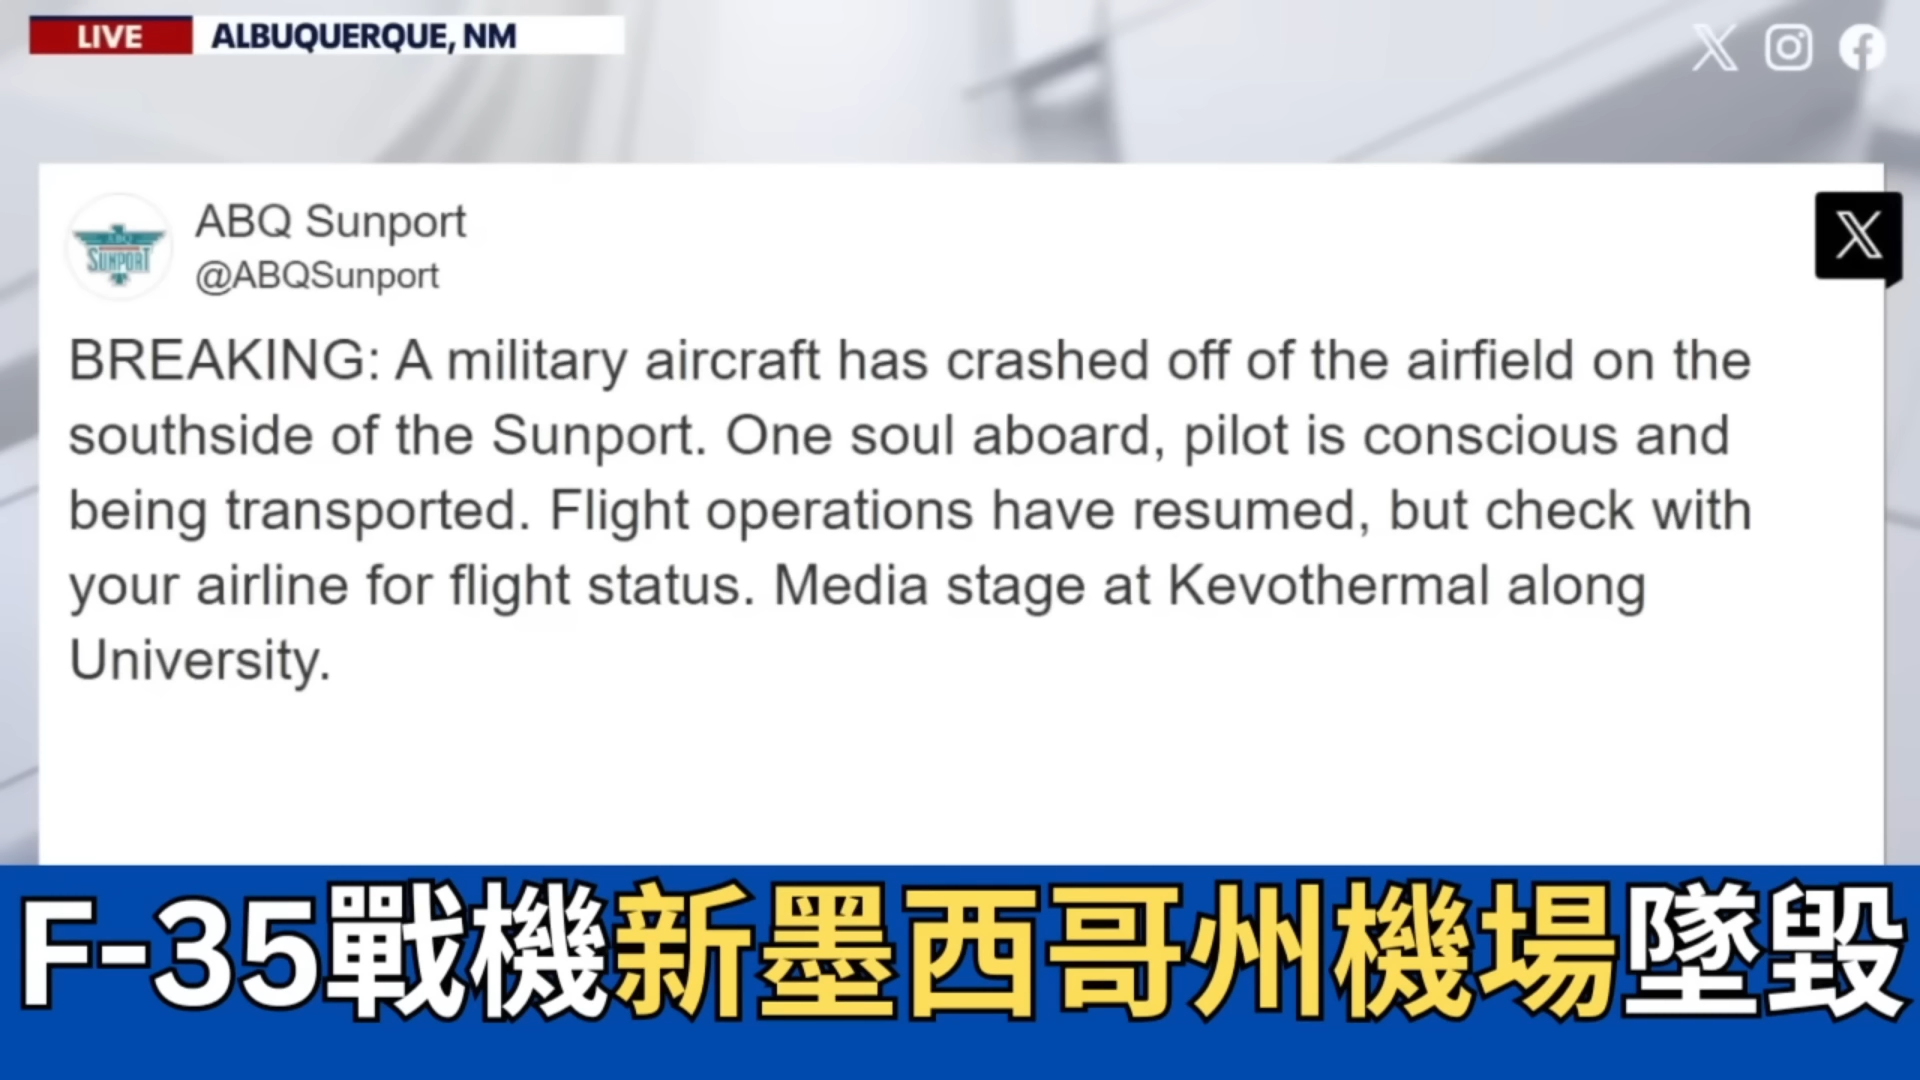 LIVE ALBUQUERQUE, NM
ABQ Sunport
@ABQSunport
ABQ
SUNPORT
BREAKING: A military aircraft has crashed off of the airfield on the
southside of the Sunport. One soul aboard, pilot is conscious and
being transported. Flight operations have resumed, but check with
your airline for flight status. Media stage at Kevothermal along
University.
F-35戰機新墨西哥州機場墜毀